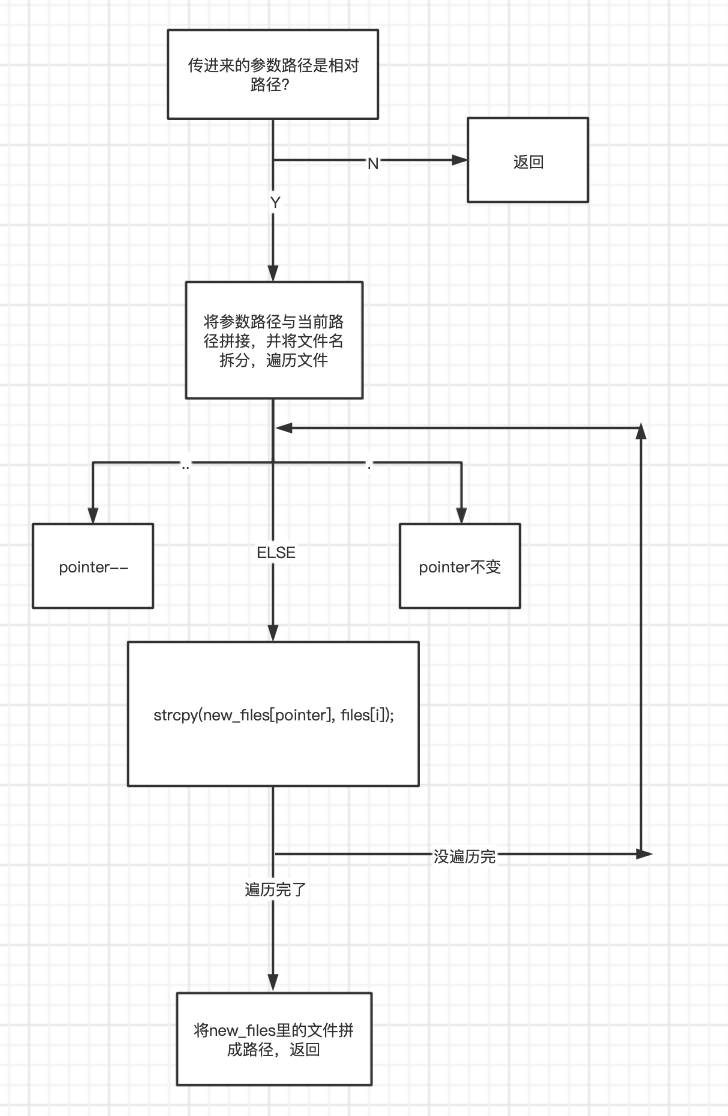 传进来的参数路径是相对
路径？
N
返回
Y
将参数路径与当前路
径拼接，并将文件名
拆分，遍历文件
..
.
pointer--
ELSE
pointer不变
strcpy(new_files[pointer], files[i]);
没遍历完
遍历完了
将new_files里的文件拼
成路径，返回